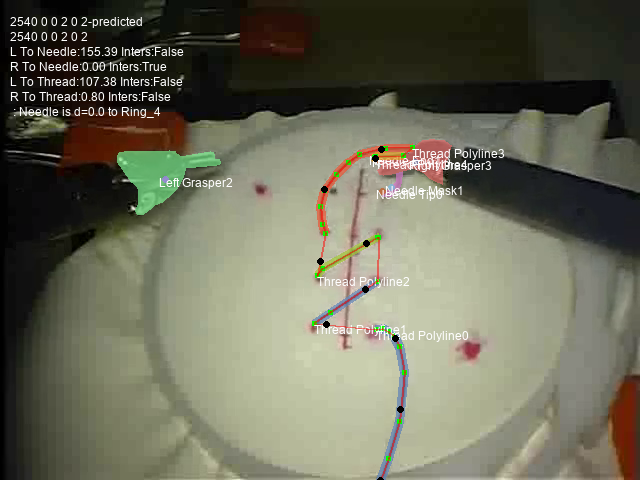 2540 0 0 2 0 2-predicted
2540 0 0 2 0 2
L To Needle:155.39 Inters:False
R To Needle:0.00 Inters:True
L To Thread:107.38 Inters:False
R To Thread:0.80 Inters:False
: Needle is d=0.0 to Ring_4
Thread Polyline3
Left Grasper2
Needle Mask1
Needle Tip0
Thread Polyline2
Thread Polyline1
Thread Polyline0